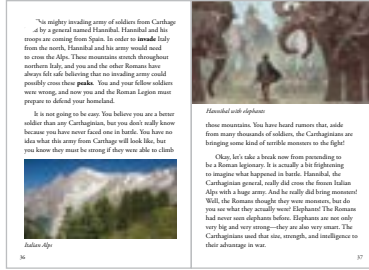 mighty invading army of soldiers from Carthage
by a general named Hannibal. Hannibal and his
troops are coming from Spain. In order to invade Italy
from the north, Hannibal and his army would need
to cross the Alps. These mountains stretch throughout
northern Italy, and you and the other Romans have
always felt safe believing that no invading army could
possibly cross these peaks. You and your fellow soldiers
were wrong, and now you and the Roman Legion must
prepare to defend your homeland.
It is not going to be easy. You believe you are a better
soldier than any Carthaginian, but you don't really know
because you have never faced one in battle. You have no
idea what this army from Carthage will look like, but
you know they must be strong if they were able to climb
Italian Alps
36
Hannibal with elephants
those mountains. You have heard rumors that, aside
from many thousands of soldiers, the Carthaginians are
bringing some kind of terrible monsters to the fight!
Okay, let's take a break now from pretending to
be a Roman legionary. It is actually a bit frightening
to imagine what happened in battle. Hannibal, the
Carthaginian general, really did cross the frozen Italian
Alps with a huge army. And he really did bring monsters!
Well, the Romans thought they were monsters, but do
you see what they actually were? Elephants! The Romans
had never seen elephants before. Elephants are not only
very big and very strong—they are also very smart. The
Carthaginians used that size, strength, and intelligence to
their advantage in war.
37